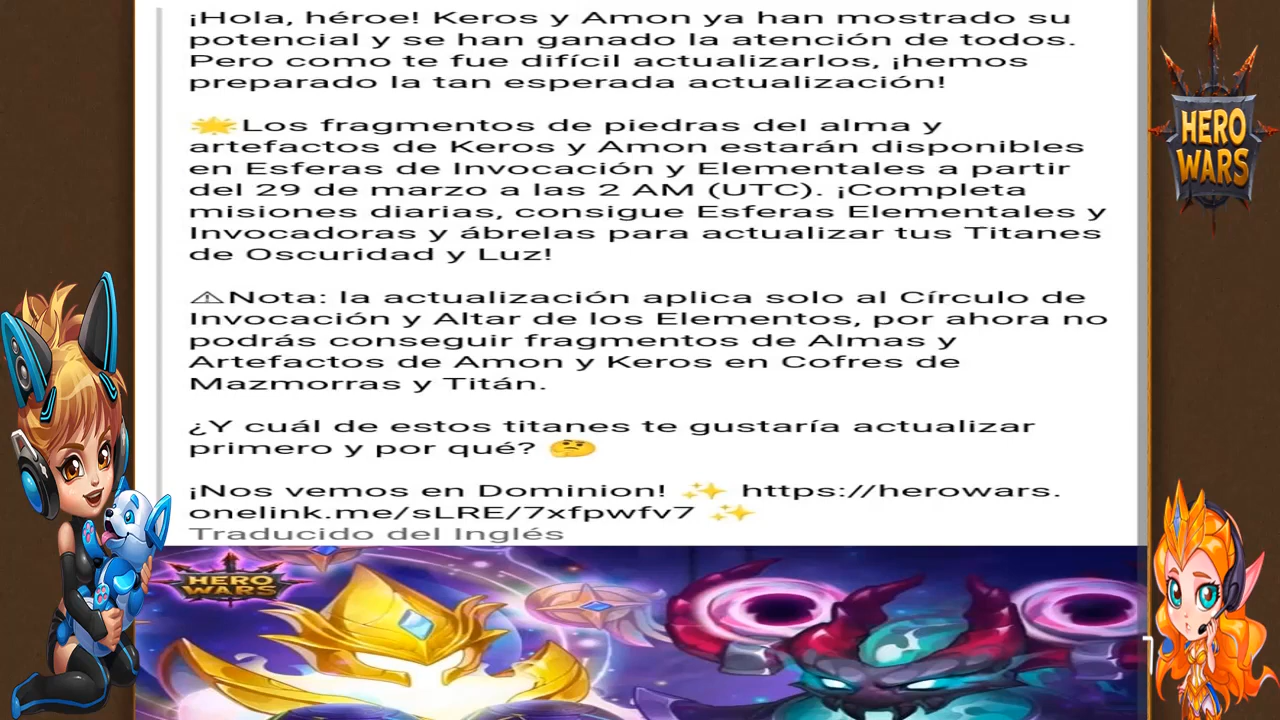 ¡Hola, héroe! Keros y Amon ya han mostrado su
potencial y se han ganado la atención de todos.
Pero como te fue difícil actualizarlos, ¡hemos
preparado la tan esperada actualización!
🌟Los fragmentos de piedras del alma y
artefactos de Keros y Amon estarán disponibles
en Esferas de Invocación y Elementales a partir
del 29 de marzo a las 2 AM (UTC). ¡Completa
misiones diarias, consigue Esferas Elementales y
Invocadoras y ábrelas para actualizar tus Titanes
de Oscuridad y Luz!
⚠Nota: la actualización aplica solo al Círculo de
Invocación y Altar de los Elementos, por ahora no
podrás conseguir fragmentos de Almas y
Artefactos de Amon y Keros en Cofres de
Mazmorras y Titán.
¿Y cuál de estos titanes te gustaría actualizar
primero y por qué? 🤔
¡Nos vemos en Dominion! ✨ https://herowars.
onelink.me/sLRE/7xfpwfv7 ✨
Traducido del Inglés
HERO
WARS
HERO
WARS